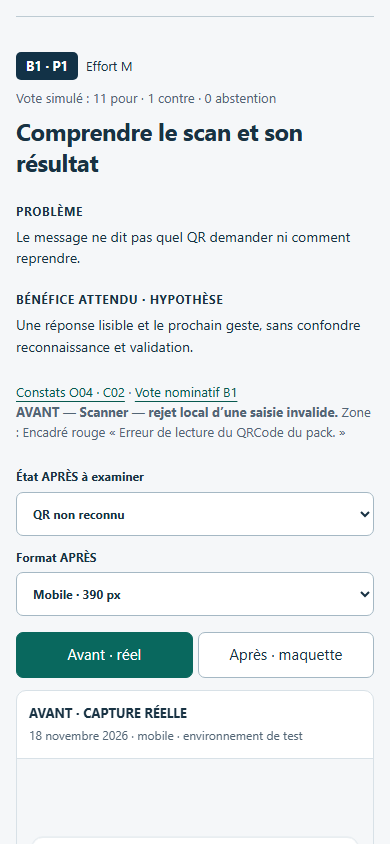 B1 · P1 Effort M
Vote simulé : 11 pour · 1 contre · 0 abstention
Comprendre le scan et son
résultat
PROBLÈME
Le message ne dit pas quel QR demander ni comment
reprendre.
BÉNÉFICE ATTENDU · HYPOTHÈSE
Une réponse lisible et le prochain geste, sans confondre
reconnaissance et validation.
Constats O04 · C02 · Vote nominatif B1
AVANT — Scanner — rejet local d’une saisie invalide. Zone
: Encadré rouge « Erreur de lecture du QRCode du pack. »
État APRÈS à examiner
QR non reconnu
Format APRÈS
Mobile · 390 px
Avant · réel Après · maquette
AVANT · CAPTURE RÉELLE
18 novembre 2026 · mobile · environnement de test